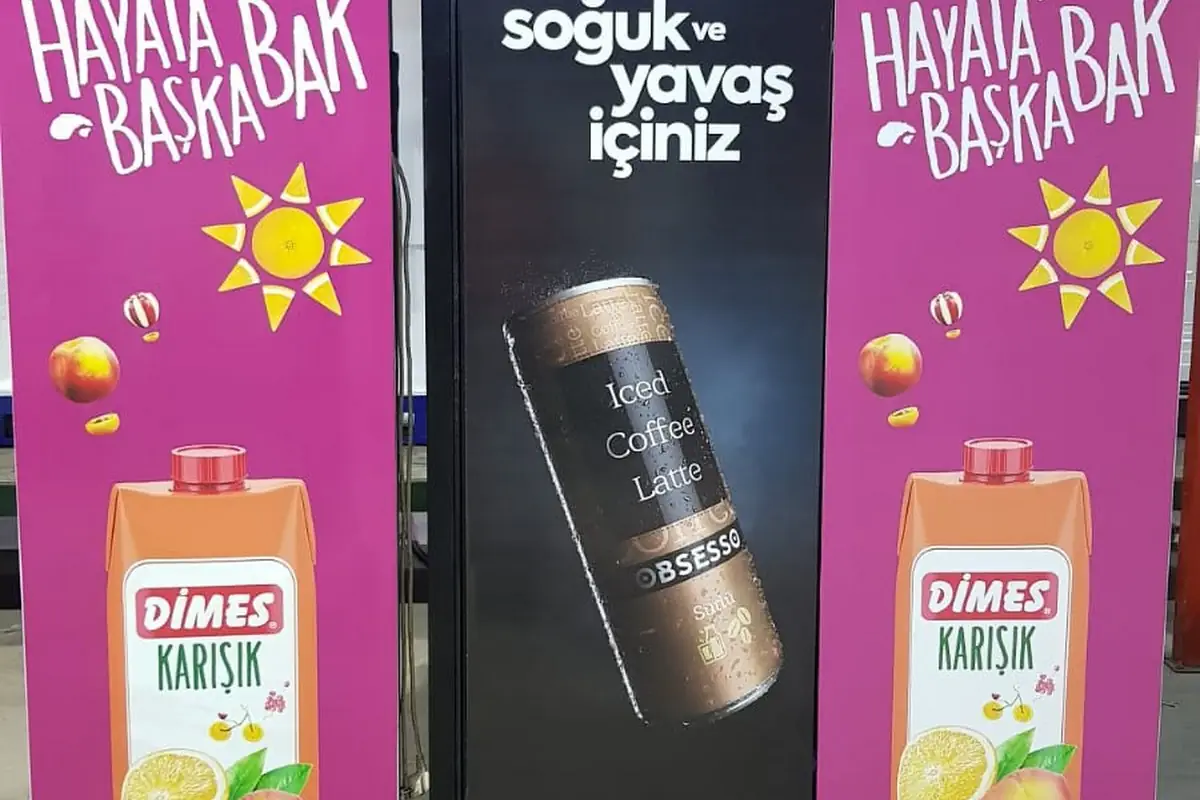 HAYATA
BAŞKA BAK
DİMES
KARIŞIK
soğuk ve
yavaş
içiniz
Iced
Coffee
Latte
OBSESSO
Sütlü
HAYATA
BAŞKA BAK
DİMES
KARIŞIK